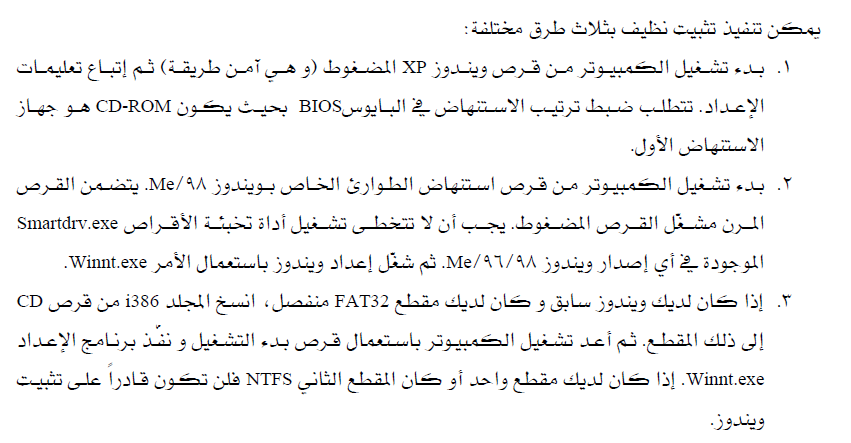 يمكن تنفيذ تثبيت نظيف بثلاث طرق مختلفة:
١. بدء تشغيل الكمبيوتر من قرص ويندوز XP المضغوط (و هي آمن طريقة) ثم إتباع تعليمات
الإعداد. تتطلب ضبط ترتيب الاستنهاض في البايوسBIOS بحيث يكون CD-ROM هو جهاز
الاستنهاض الأول.
٢. بدء تشغيل الكمبيوتر من قرص استنهاض الطوارئ الخاص بويندوز ٩٨/Me. يتضمن القرص
المرن مشغّل القرص المضغوط. يجب أن لا تتخطى تشغيل أداة تخبئة الأقراص Smartdrv.exe
الموجودة في أي إصدار ويندوز ٩٨/٩٦/Me. ثم شغّل إعداد ويندوز باستعمال الأمر Winnt.exe.
٣. إذا كان لديك ويندوز سابق و كان لديك مقطع FAT32 منفصل، انسخ المجلد i386 من قرص CD
إلى ذلك المقطع. ثم أعد تشغيل الكمبيوتر باستعمال قرص بدء التشغيل و نفّذ برنامج الإعداد
Winnt.exe. إذا كان لديك مقطع واحد أو كان المقطع الثاني NTFS فلن تكون قادراً على تثبيت
ويندوز.